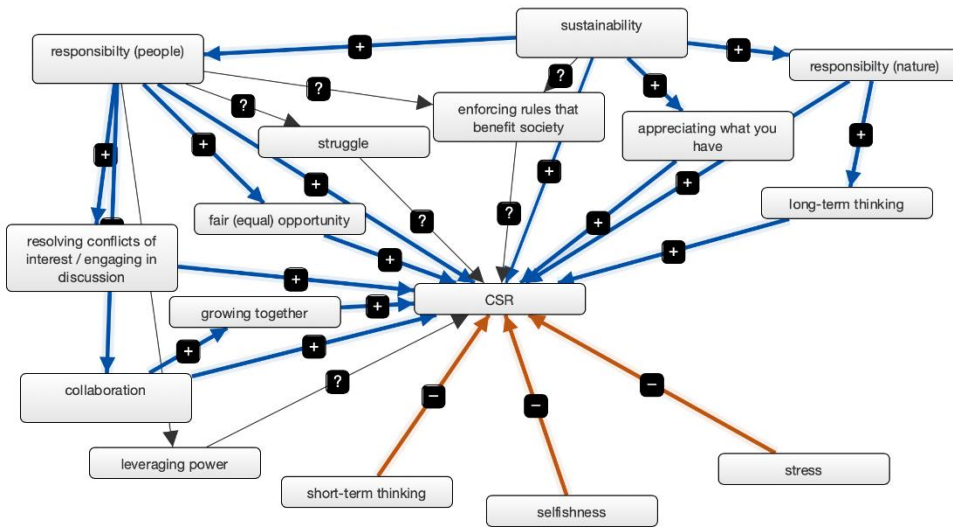 sustainability
+
responsibilty (people)
+
responsibilty (nature)
?
?
+
enforcing rules that
benefit society
?
appreciating what you
have
+
+
struggle
+
+
+
+
+
long-term thinking
fair (equal) opportunity
?
?
+
+
resolving conflicts of
interest / engaging in
discussion
+
+
+
CSR
growing together
+
+
+
collaboration
?
−
−
−
leveraging power
stress
short-term thinking
selfishness